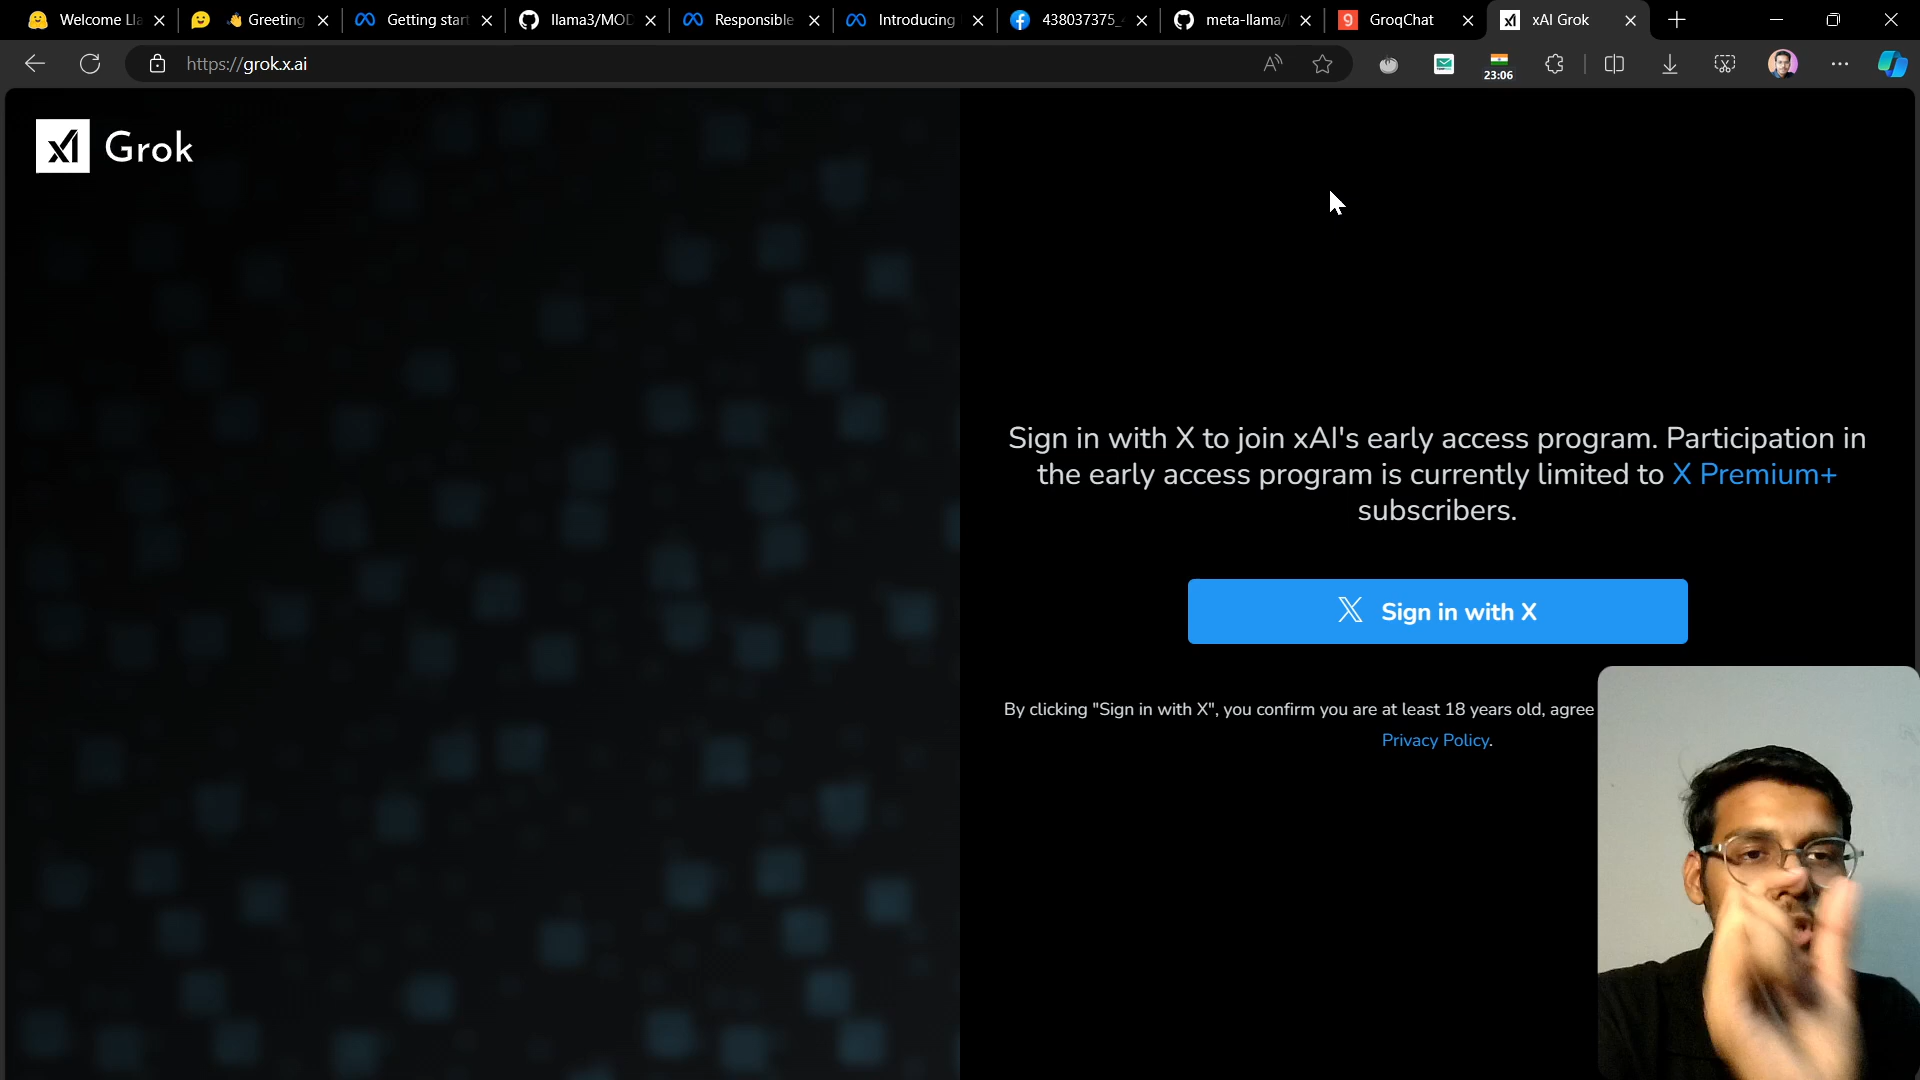 Welcome Lla
Greeting
Getting start
llama3/MOD
Responsible
Introducing
438037375_
meta-llama/
GroqChat
xAI Grok
https://grok.x.ai
23:06
xAI Grok
Sign in with X to join xAI's early access program. Participation in
the early access program is currently limited to X Premium+
subscribers.
X Sign in with X
By clicking "Sign in with X", you confirm you are at least 18 years old, agree
Privacy Policy.